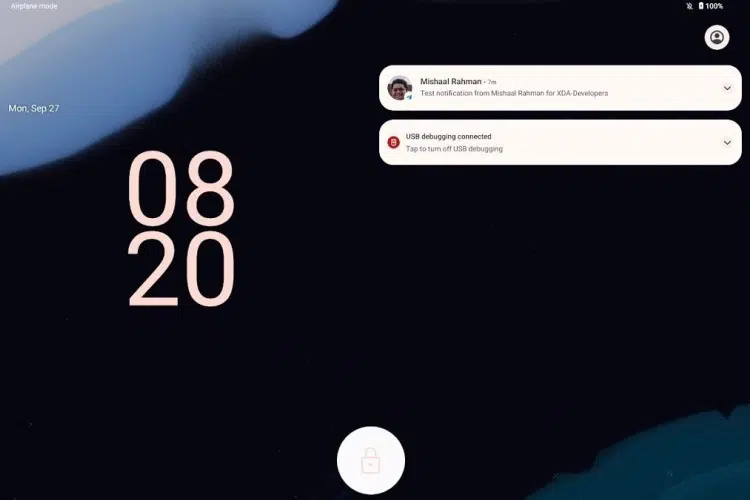 Airplane mode
100%
Mon, Sep 27
08
20
Mishaal Rahman • 7m
Test notification from Mishaal Rahman for XDA-Developers
USB debugging connected
Tap to turn off USB debugging